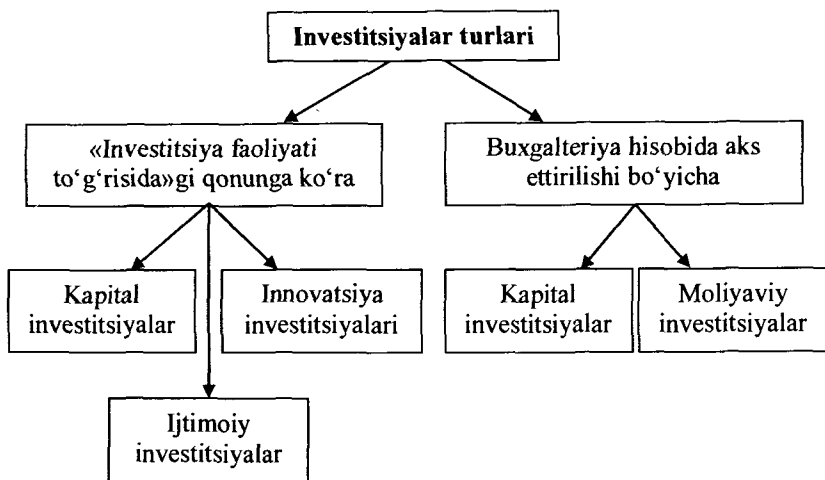 Investitsiyalar turlari
«Investitsiya faoliyati
to‘g‘risida»gi qonunga ko‘ra
Buxgalteriya hisobida aks
ettirilishi bo‘yicha
Kapital
investitsiyalar
Innovatsiya
investitsiyalari
Kapital
investitsiyalar
Moliyaviy
investitsiyalar
Ijtimoiy
investitsiyalar